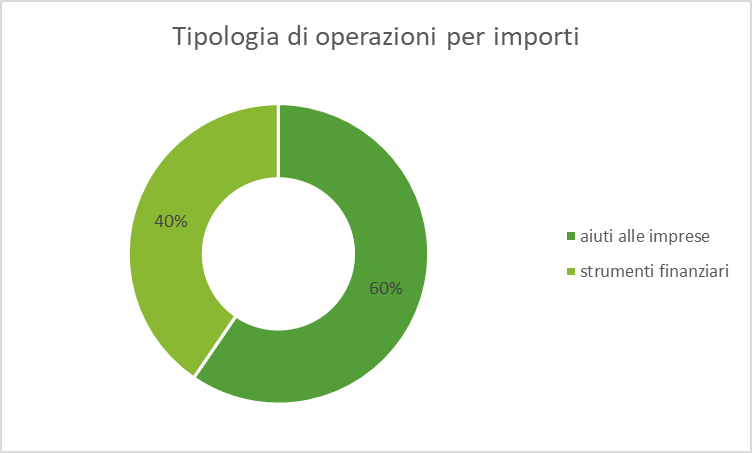 Tipologia di operazioni per importi
40%
60%
aiuti alle imprese
strumenti finanziari